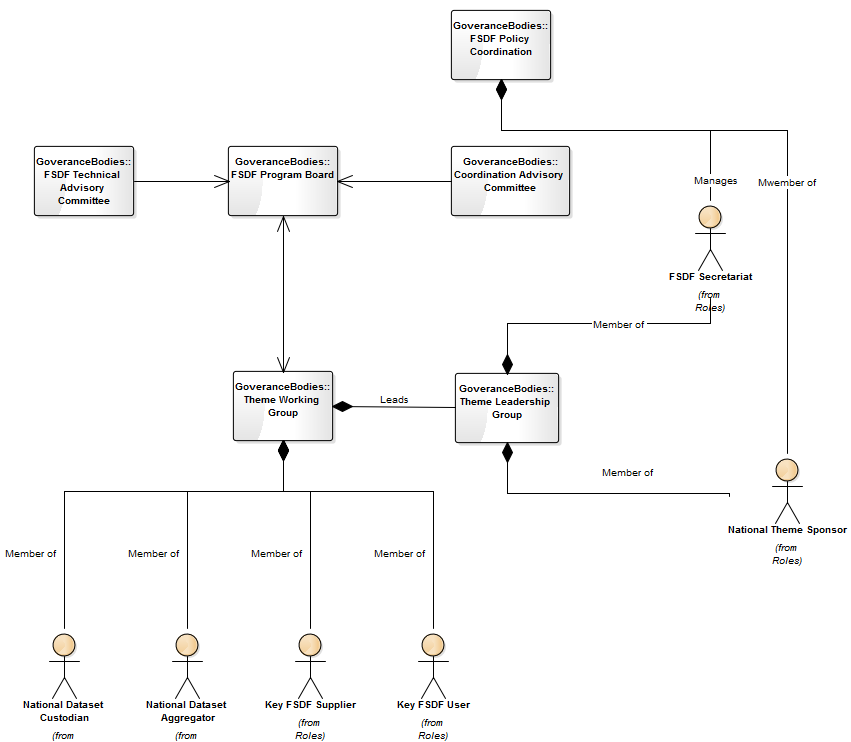 GoveranceBodies::
FSDF Policy
Coordination
GoveranceBodies::
FSDF Technical
Advisory
Committee
GoveranceBodies::
FSDF Program Board
GoveranceBodies::
Coordination Advisory
Committee
Manages
Mwember of
FSDF Secretariat
(from
Roles)
Member of
GoveranceBodies::
Theme Working
Group
Leads
GoveranceBodies::
Theme Leadership
Group
Member of
National Theme Sponsor
(from
Roles)
Member of
Member of
Member of
Member of
National Dataset
Custodian
(from
National Dataset
Aggregator
(from
Key FSDF Supplier
(from
Roles)
Key FSDF User
(from
Roles)